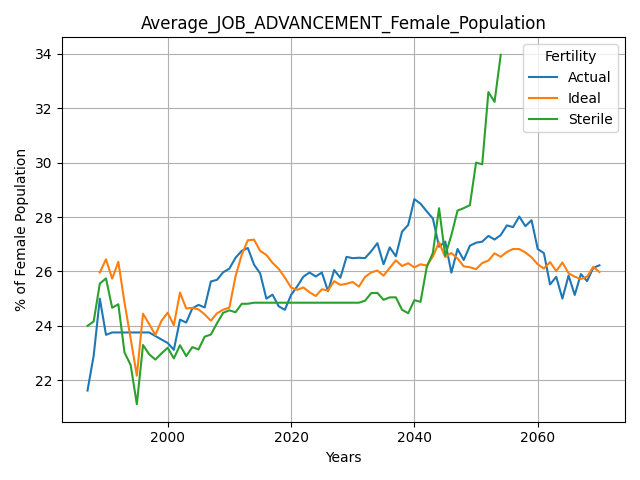 Average_JOB_ADVANCEMENT_Female_Population
% of Female Population
34
32
30
28
26
24
22
2000
2020
2040
2060
Years
Fertility
Actual
Ideal
Sterile